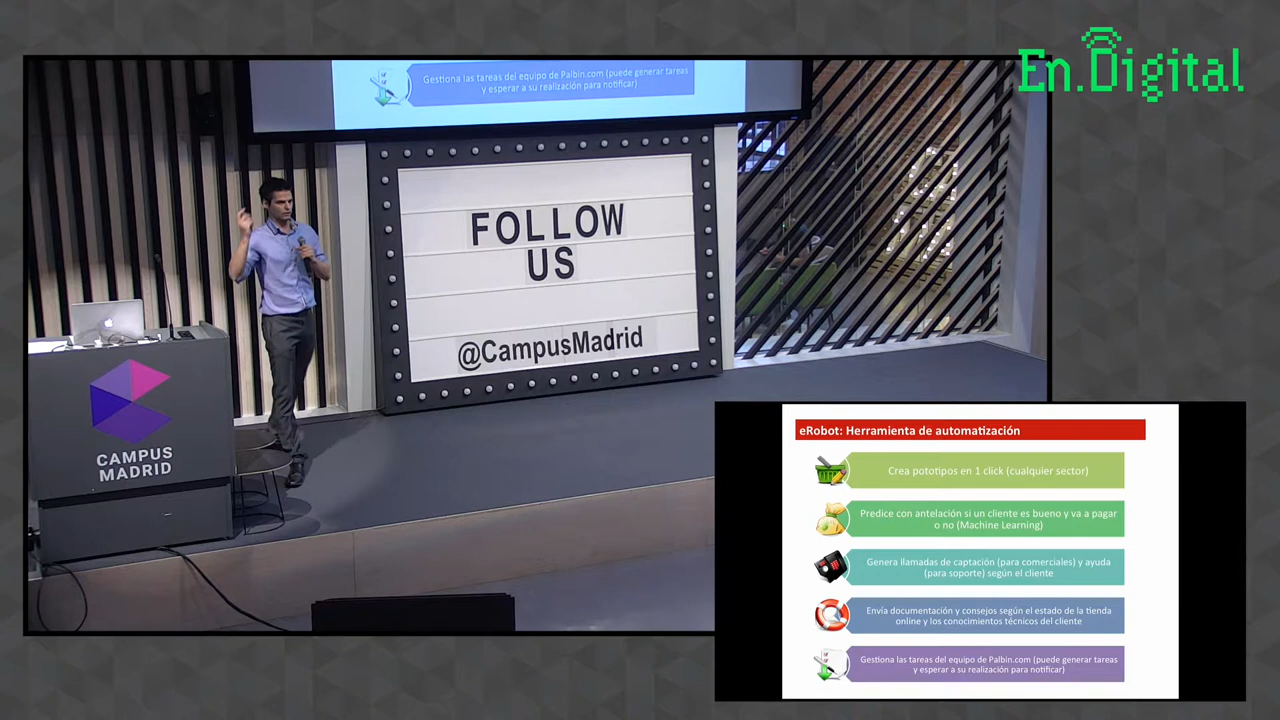 En.Digital
Gestiona las tareas del equipo de Palbin.com (puede generar tareas
y esperar a su realización para notificar)
FOLLOW
US
@CampusMadrid
CAMPUS
MADRID
eRobot: Herramienta de automatización
Crea pototipos en 1 click (cualquier sector)
Predice con antelación si un cliente es bueno y va a pagar
o no (Machine Learning)
Genera llamadas de captación (para comerciales) y ayuda
(para soporte) según el cliente
Envía documentación y consejos según el estado de la tienda
online y los conocimientos técnicos del cliente
Gestiona las tareas del equipo de Palbin.com (puede generar tareas
y esperar a su realización para notificar)